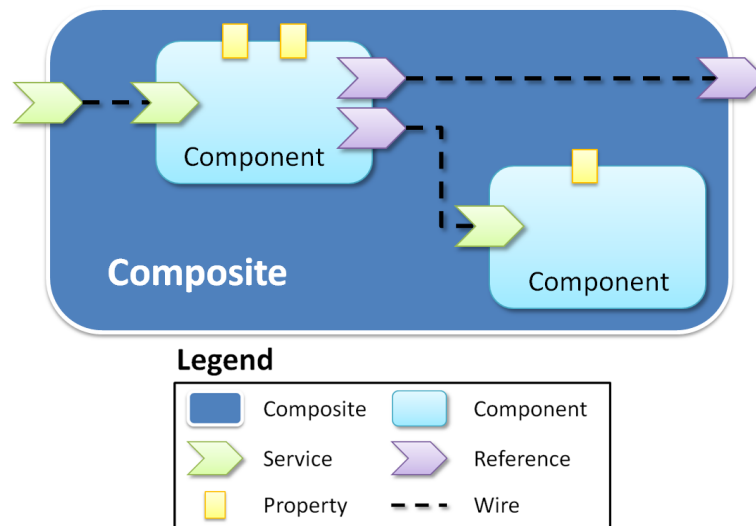 Component
Composite
Component
Legend
Composite
Component
Service
Reference
Property
Wire